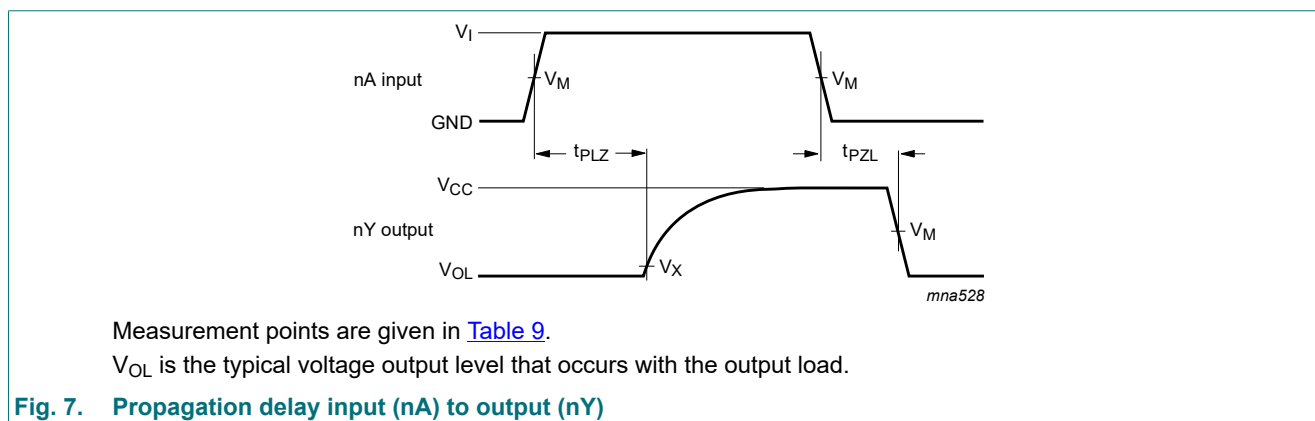 VI
nA input
VM
VM
GND
tPLZ
tPZL
VCC
nY output
VM
VOL
VX
mna528
Measurement points are given in Table 9.
VOL is the typical voltage output level that occurs with the output load.
Fig. 7. Propagation delay input (nA) to output (nY)